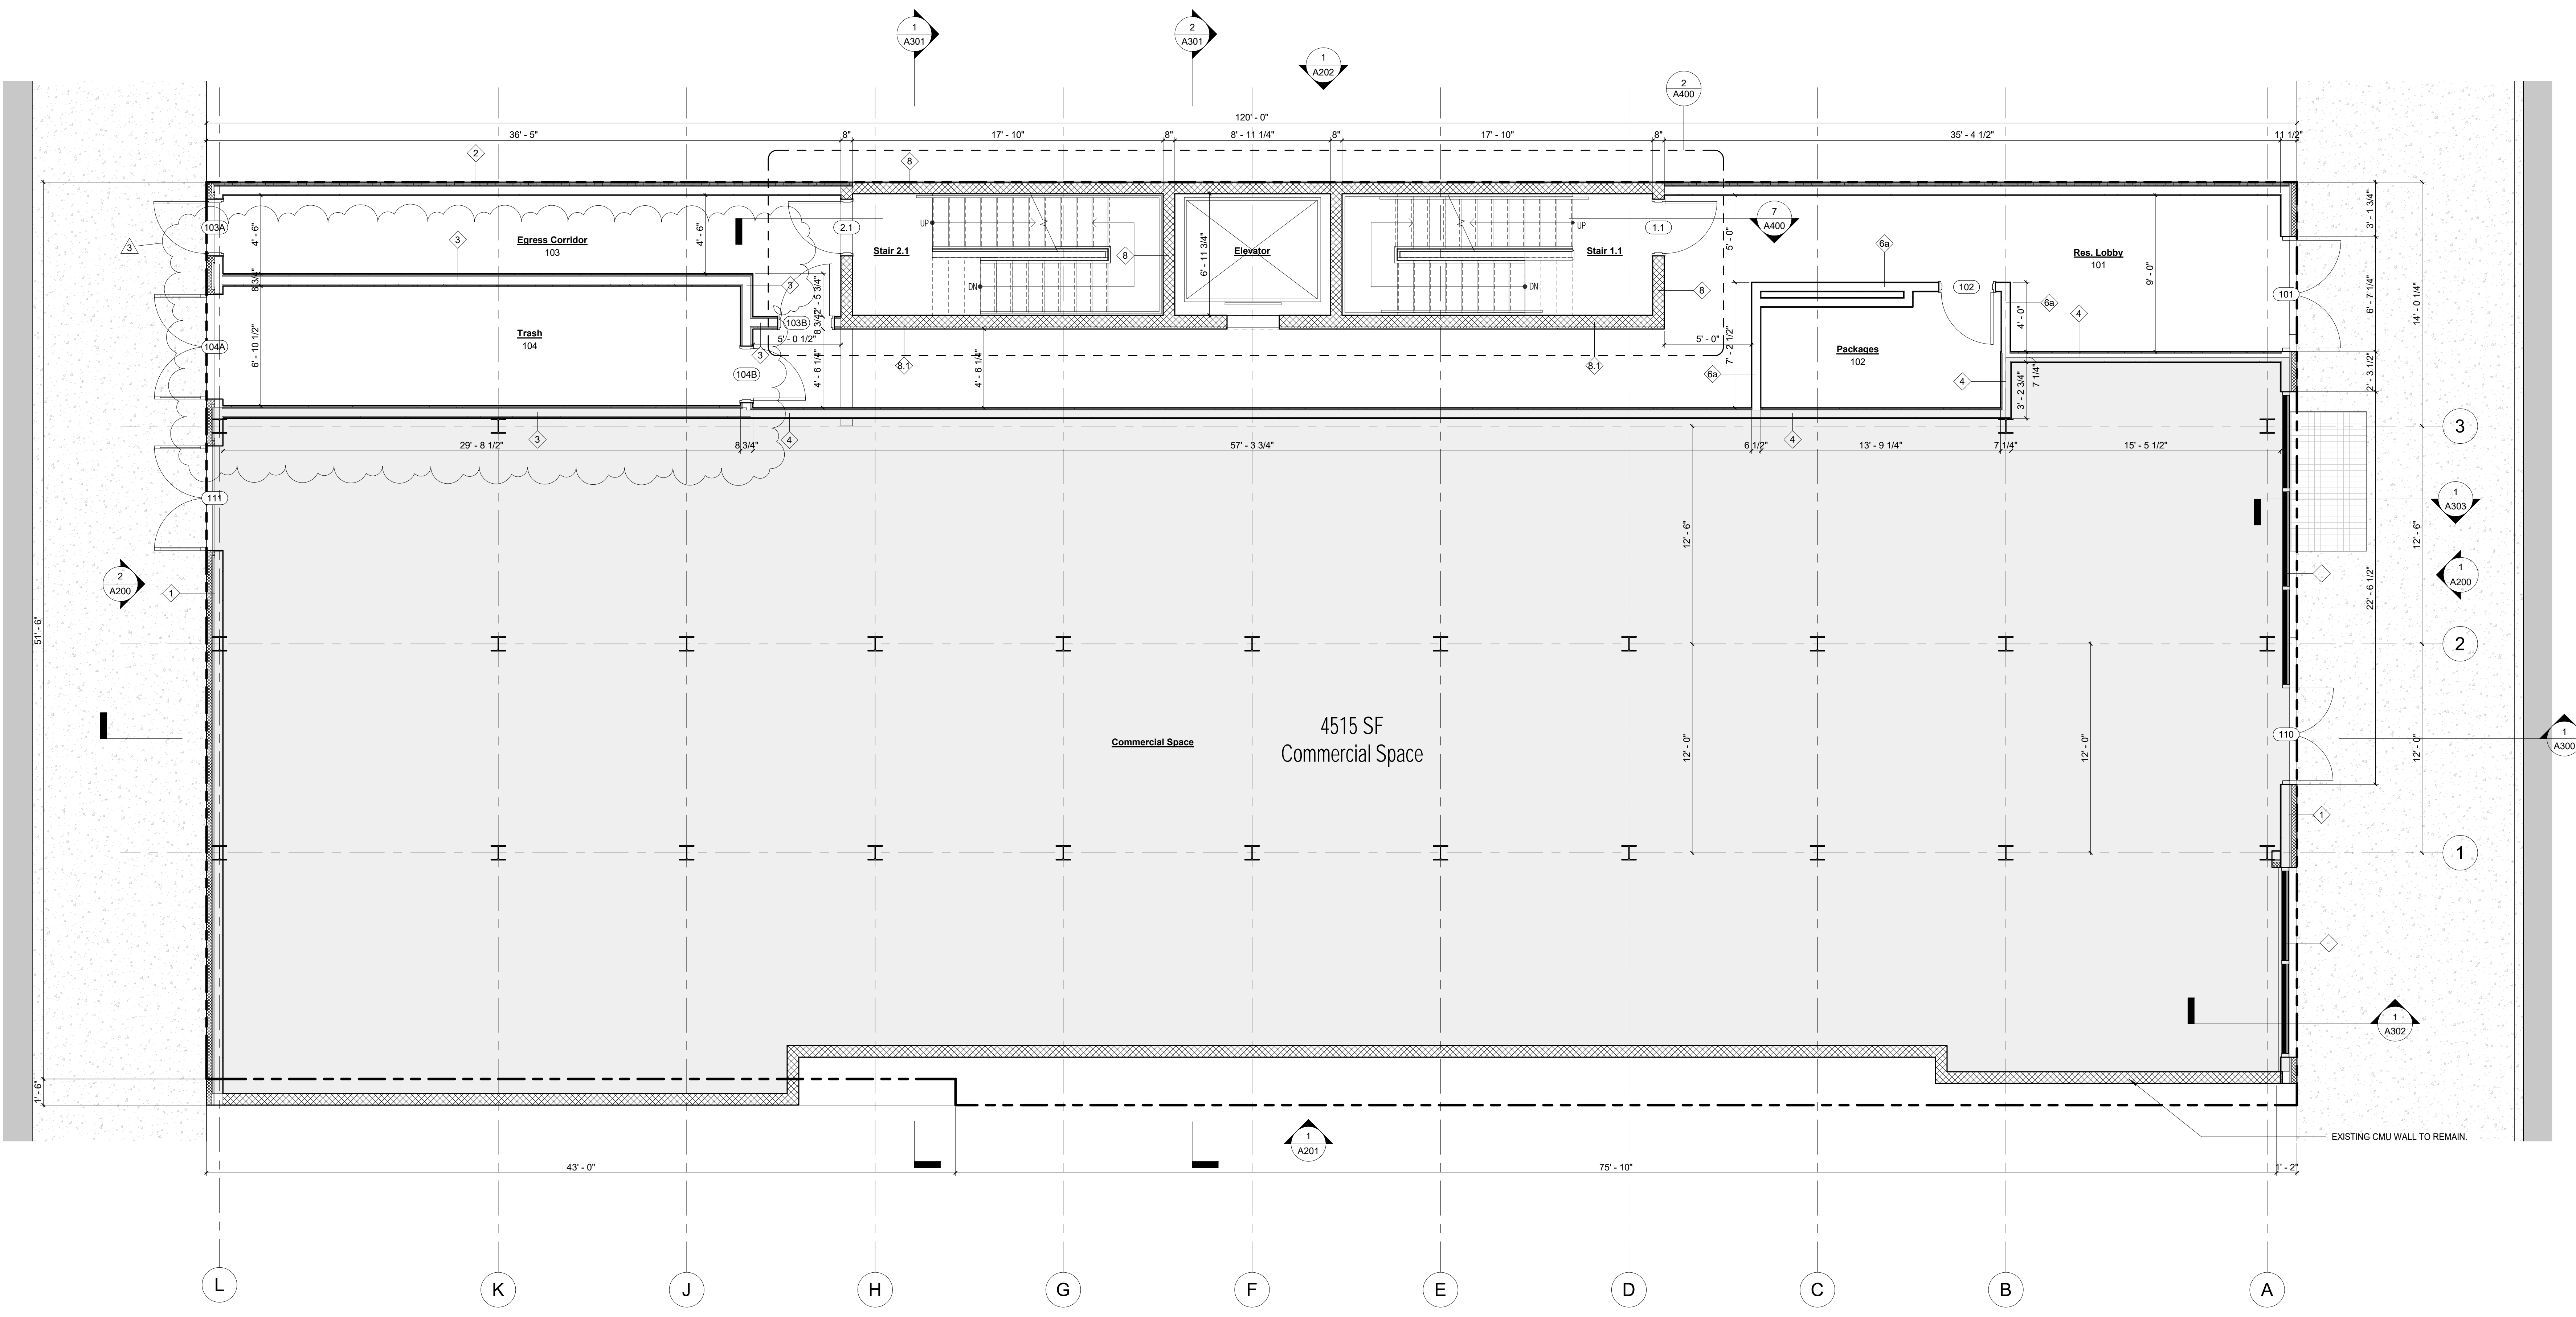 1
A301
2
A301
1
A202
2
A400
120' - 0"
36' - 5"
8"
17' - 10"
8"
8' - 11 1/4"
8"
17' - 10"
8"
35' - 4 1/2"
11 1/2"
2
8
103A
3
4' - 6"
Egress Corridor
103
3
4' - 6"
2.1
UP
Stair 2.1
8
DN
6' - 11 3/4"
Elevator
UP
Stair 1.1
DN
1.1
7
A400
5' - 0"
6a
Res. Lobby
101
9' - 0"
3' - 1 3/4"
8 3/4"
3
2' - 5 3/4"
8
102
6a
101
6' - 7 1/4"
14' - 0 1/4"
Trash
104
103B
8 3/4"
4' - 0"
4
104A
6' - 10 1/2"
3
5' - 0 1/2"
5' - 0"
7' - 2 1/2"
Packages
102
104B
4' - 6 1/4"
8.1
4' - 6 1/4"
8.1
6a
4
3' - 2 3/4"
7 1/4"
2' - 3 1/2"
3
4
4
3
29' - 8 1/2"
8 3/4"
57' - 3 3/4"
6 1/2"
13' - 9 1/4"
7 1/4"
15' - 5 1/2"
111
1
A303
12' - 6"
12' - 6"
2
A200
1
1
A200
22' - 6 1/2"
51' - 6"
2
4515 SF
Commercial Space
Commercial Space
12' - 0"
12' - 0"
110
12' - 0"
1
A300
1
1
1
A302
1' - 6"
1
A201
EXISTING CMU WALL TO REMAIN.
43' - 0"
75' - 10"
1' - 2"
L
K
J
H
G
F
E
D
C
B
A